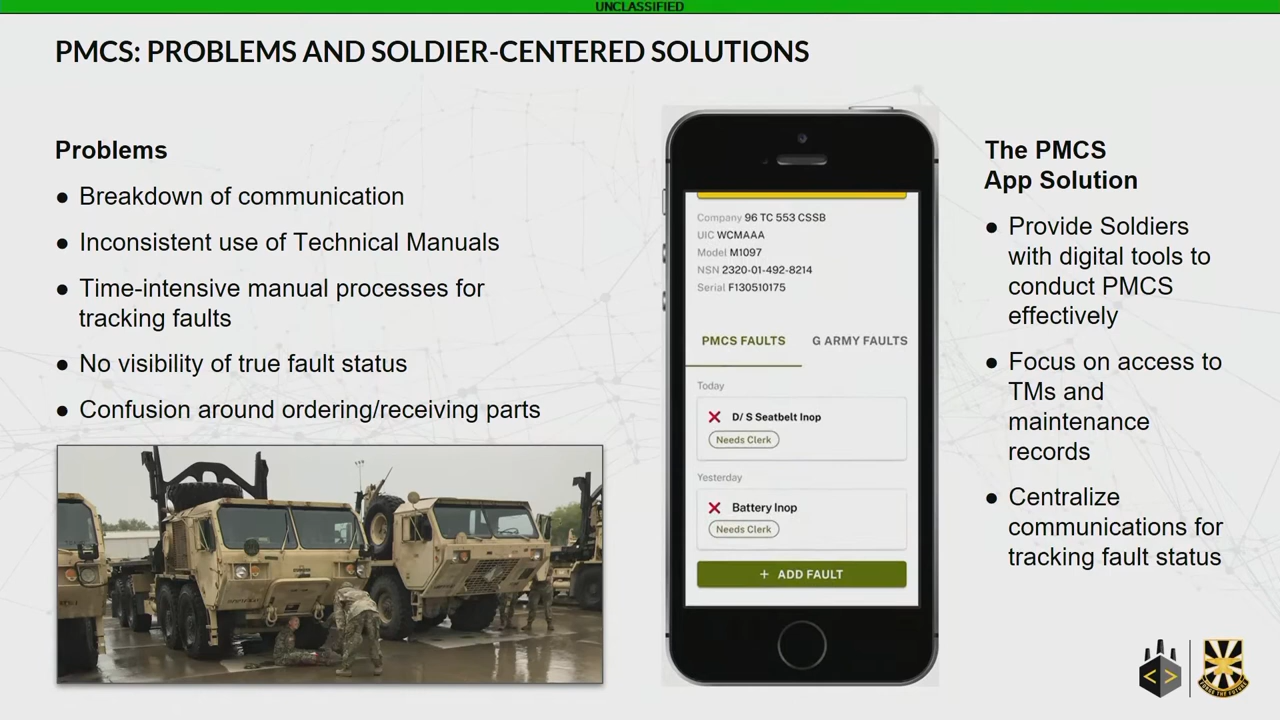 UNCLASSIFIED
PMCS: PROBLEMS AND SOLDIER-CENTERED SOLUTIONS
Problems
● Breakdown of communication
● Inconsistent use of Technical Manuals
● Time-intensive manual processes for
tracking faults
● No visibility of true fault status
● Confusion around ordering/receiving parts
Company 96 TC 553 CSSB
UIC WCMAAA
Model M1097
NSN 2320-01-492-8214
Serial F130510175
PMCS FAULTS G ARMY FAULTS
Today
D/ S Seatbelt Inop
Needs Clerk
Yesterday
Battery Inop
Needs Clerk
+ ADD FAULT
The PMCS
App Solution
● Provide Soldiers
with digital tools to
conduct PMCS
effectively
● Focus on access to
TMs and
maintenance
records
● Centralize
communications for
tracking fault status
< >
FORGE THE FUTURE